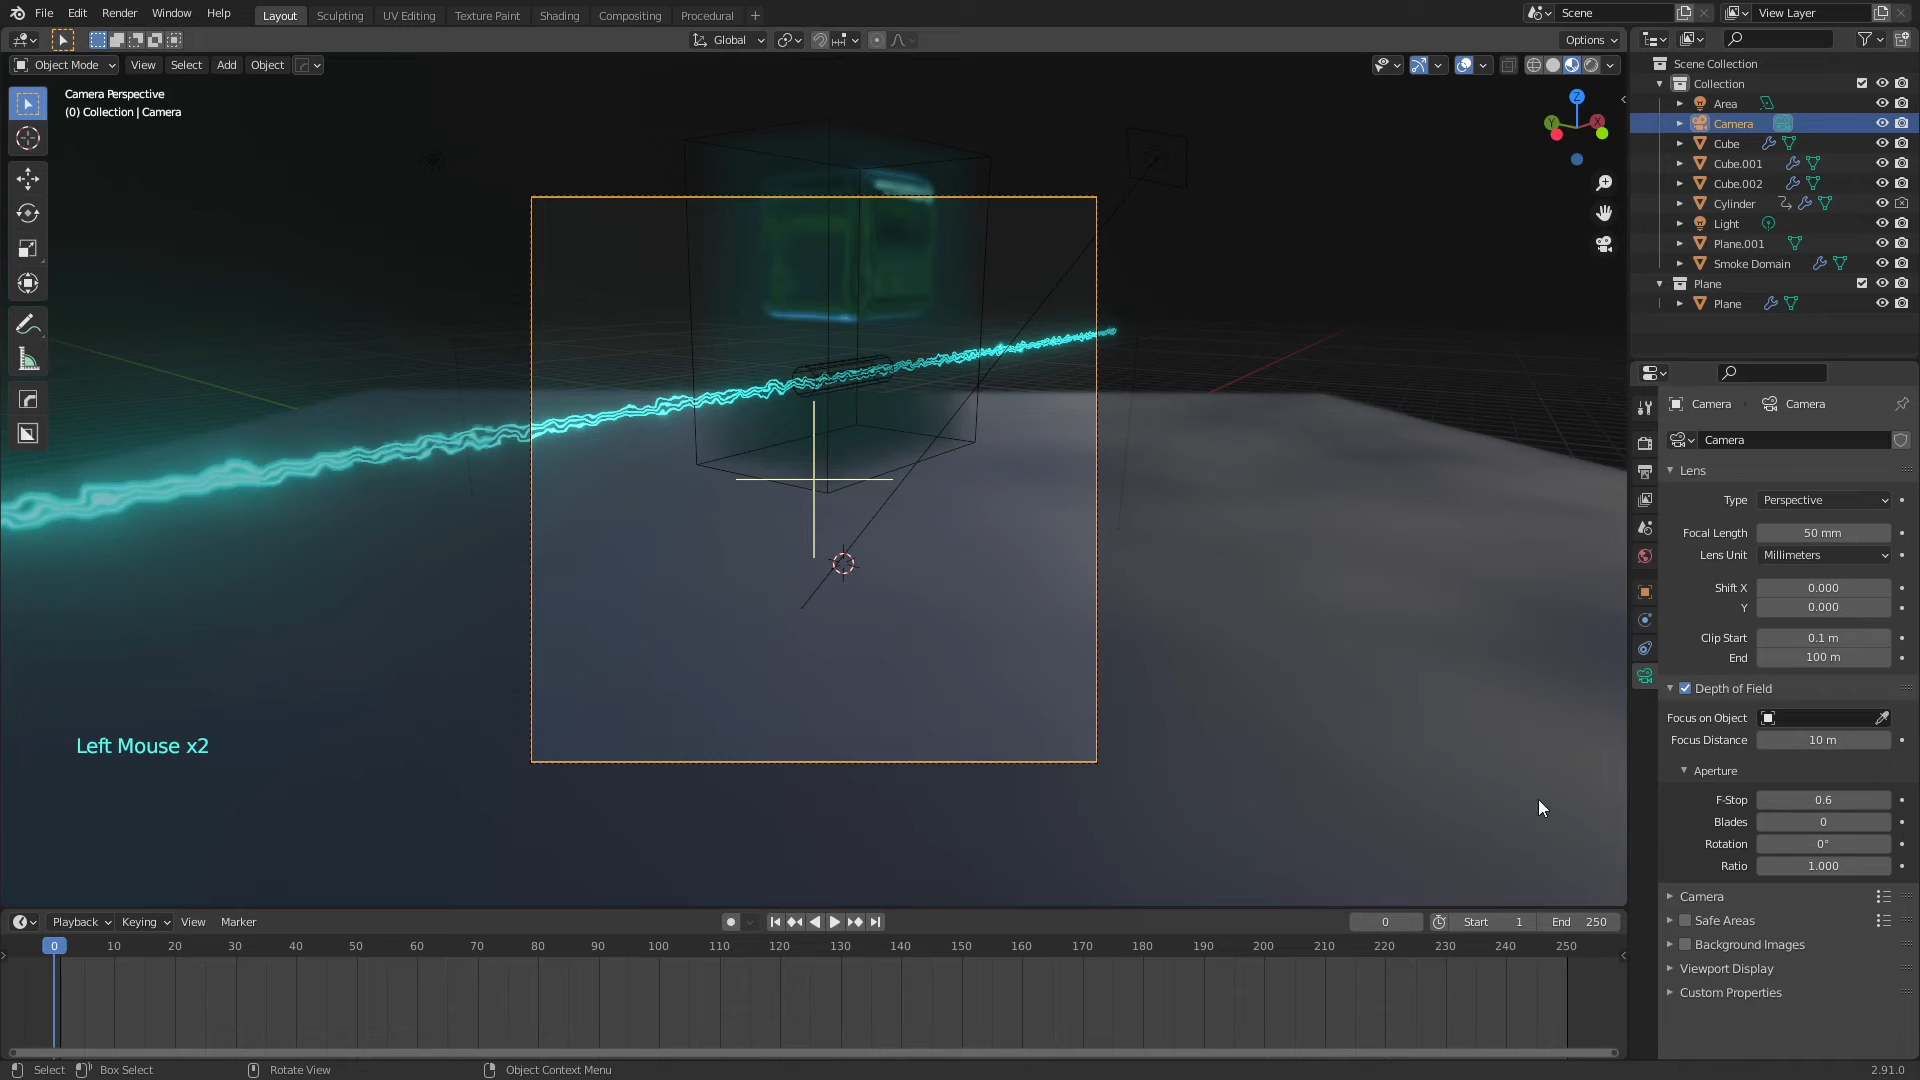 File Edit Render Window Help Layout Sculpting UV Editing Texture Paint Shading Compositing Procedural + Scene View Layer
Global Options
Object Mode View Select Add Object
Camera Perspective
(0) Collection | Camera
Z
Y
X
Left Mouse x2
Scene Collection
Collection
Area
Camera
Cube
Cube.001
Cube.002
Cylinder
Light
Plane.001
Smoke Domain
Plane
Plane
Camera Camera
Camera
Lens
Type Perspective
Focal Length 50 mm
Lens Unit Millimeters
Shift X 0.000
Y 0.000
Clip Start 0.1 m
End 100 m
Depth of Field
Focus on Object
Focus Distance 10 m
Aperture
F-Stop 0.6
Blades 0
Rotation 0°
Ratio 1.000
Camera
Safe Areas
Background Images
Viewport Display
Custom Properties
Playback Keying View Marker 0 Start 1 End 250
0 10 20 30 40 50 60 70 80 90 100 110 120 130 140 150 160 170 180 190 200 210 220 230 240 250
Select Box Select Rotate View Object Context Menu 2.91.0